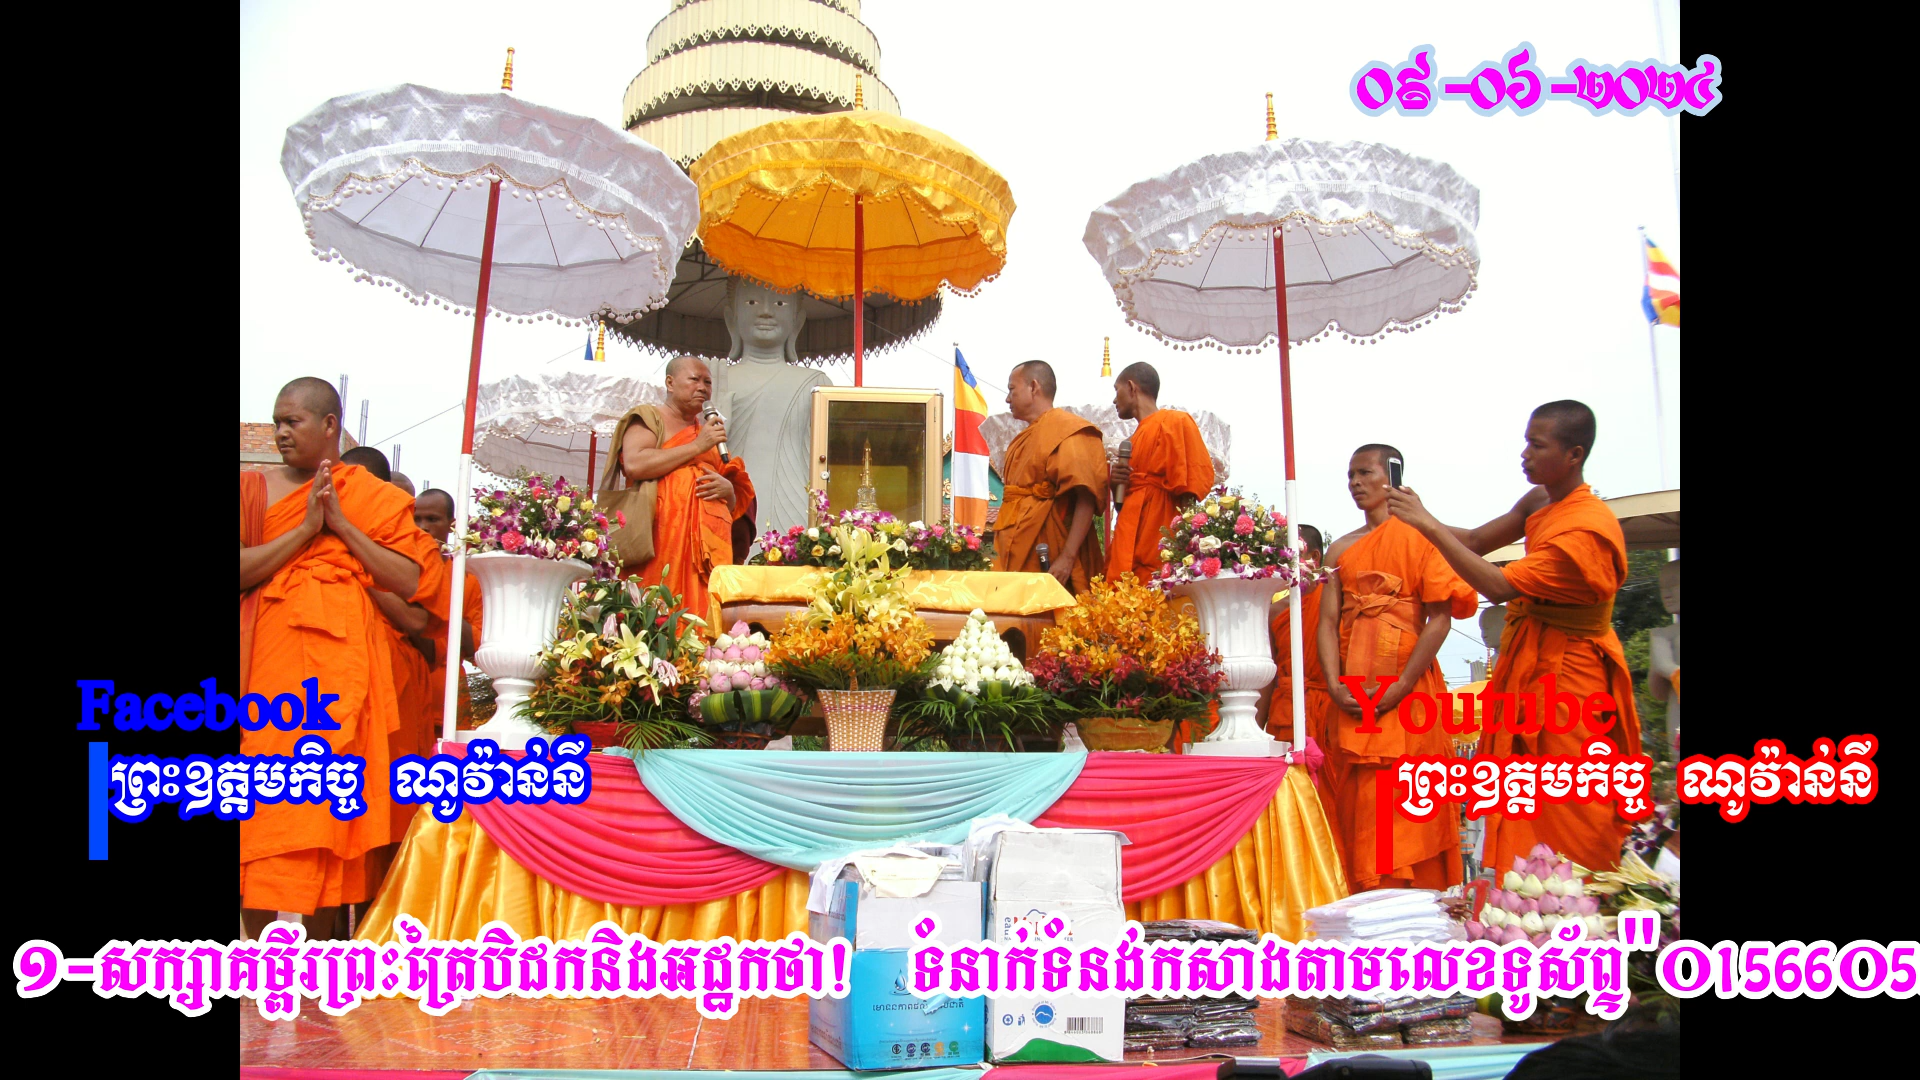 ០៩-០៦-២០២៤
Facebook
ព្រះឧត្តមកិច្ច ណូវ៉ាន់នី
Youtube
ព្រះឧត្តមកិច្ច ណូវ៉ាន់នី
១-សក្សាគម្ពីរព្រះត្រៃបិដកនិងអដ្ឋកថា! ទំនាក់ទំនង់កសាងតាមលេខទូរស័ព្ទ"0156605